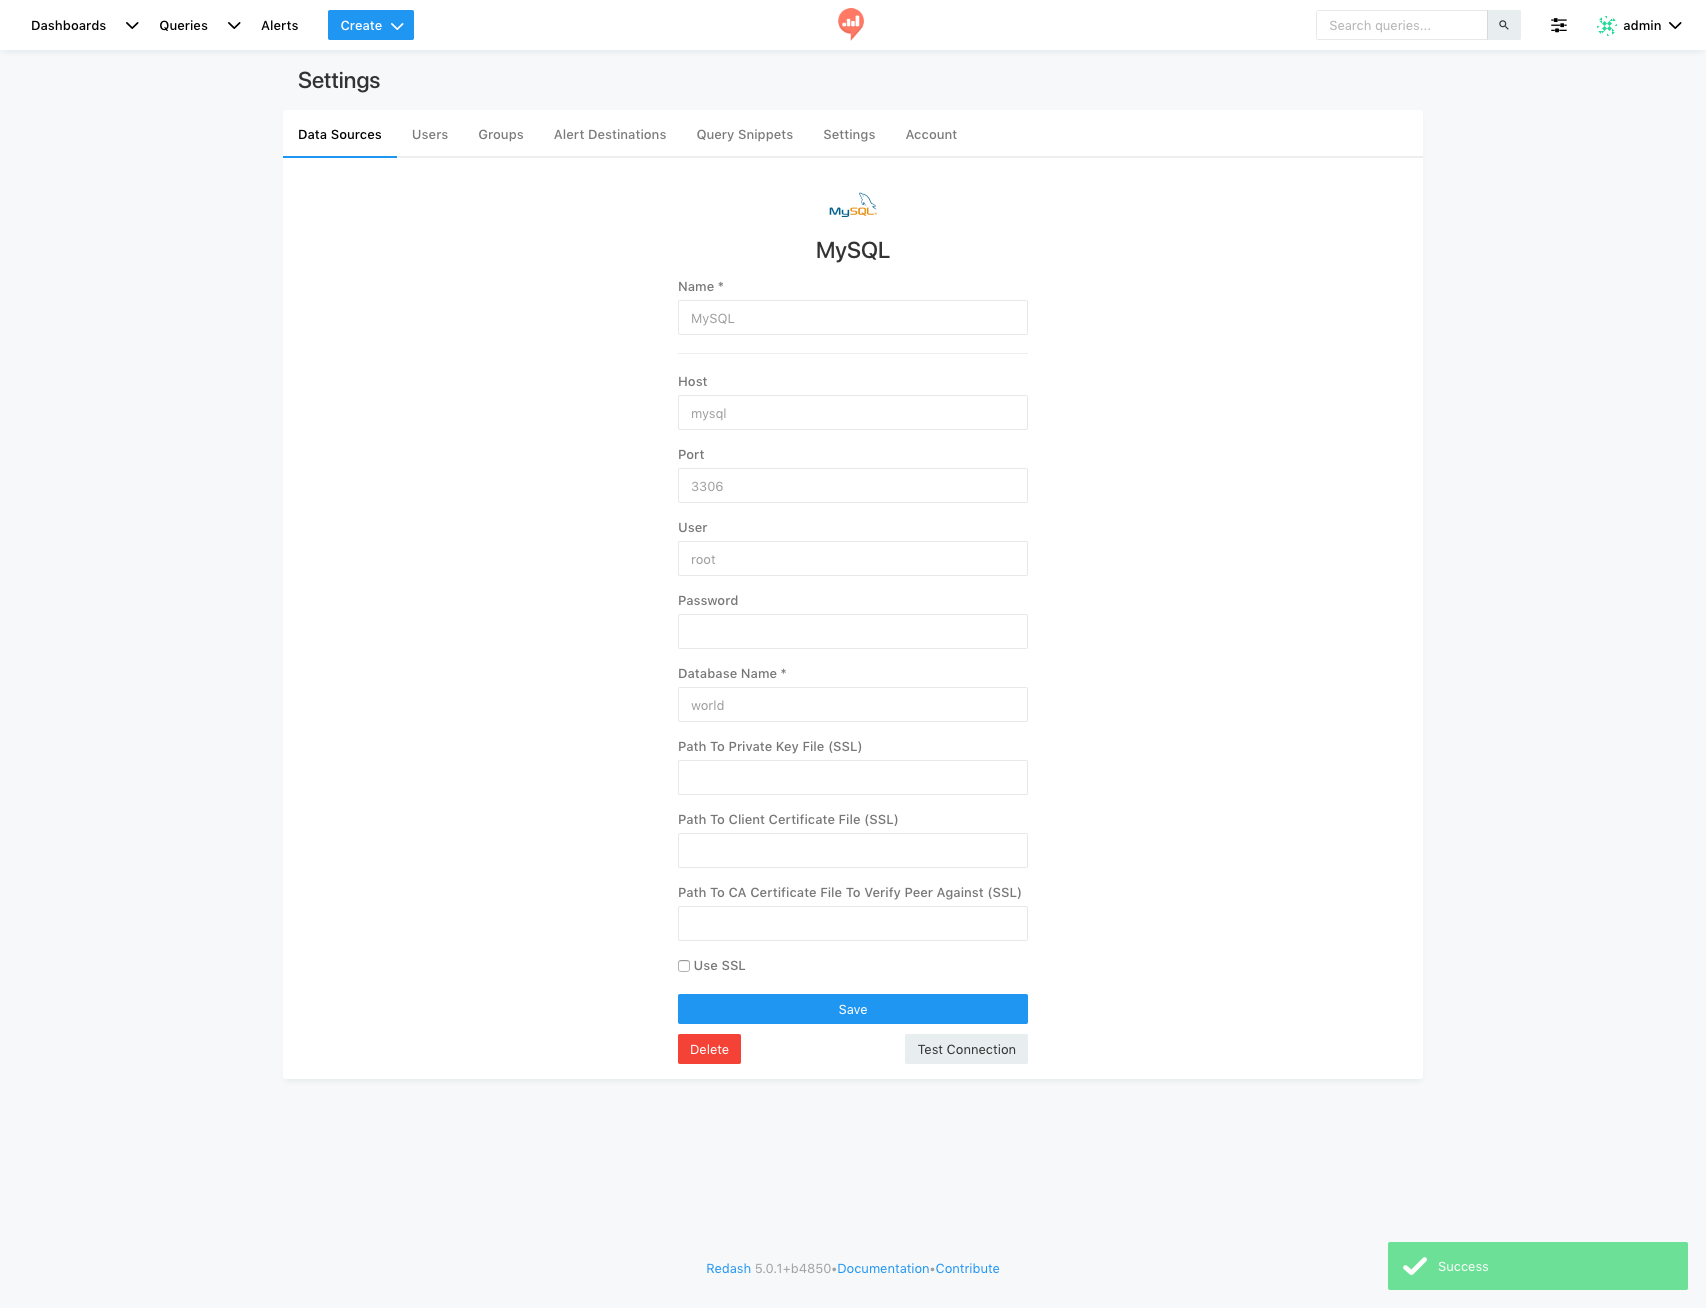 Dashboards Queries Alerts Create Search queries... admin
Settings
Data Sources Users Groups Alert Destinations Query Snippets Settings Account
MySQL
MySQL
Name *
MySQL
Host
mysql
Port
3306
User
root
Password
Database Name *
world
Path To Private Key File (SSL)
Path To Client Certificate File (SSL)
Path To CA Certificate File To Verify Peer Against (SSL)
Use SSL
Save
Delete Test Connection
Redash 5.0.1+b4850•Documentation•Contribute
Success